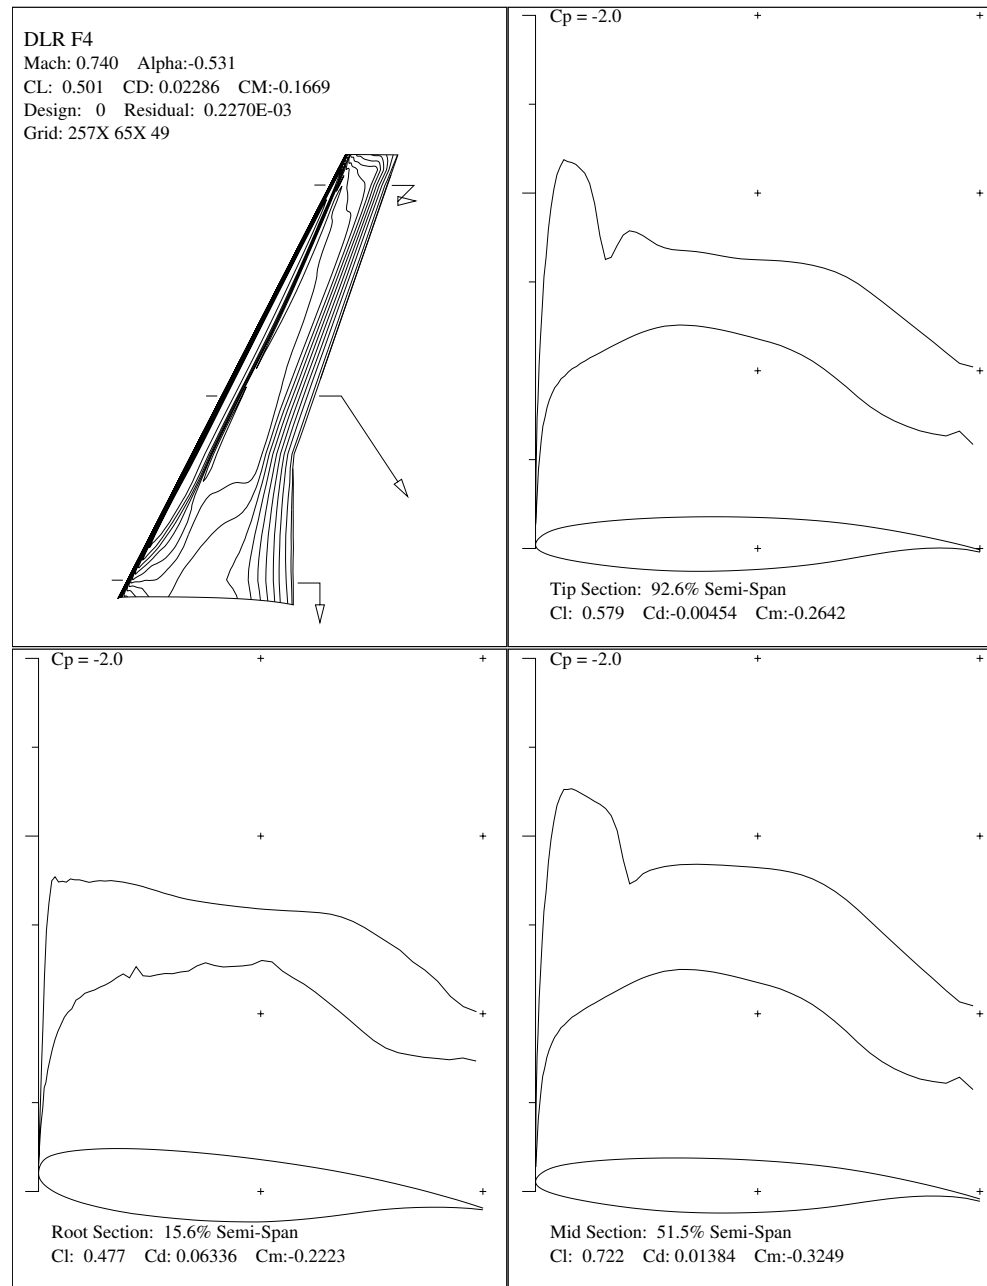 DLR F4
Mach: 0.740 Alpha:-0.531
CL: 0.501 CD: 0.02286 CM:-0.1669
Design: 0 Residual: 0.2270E-03
Grid: 257X 65X 49
Cp = -2.0
Tip Section: 92.6% Semi-Span
Cl: 0.579 Cd:-0.00454 Cm:-0.2642
Cp = -2.0
Root Section: 15.6% Semi-Span
Cl: 0.477 Cd: 0.06336 Cm:-0.2223
Cp = -2.0
Mid Section: 51.5% Semi-Span
Cl: 0.722 Cd: 0.01384 Cm:-0.3249